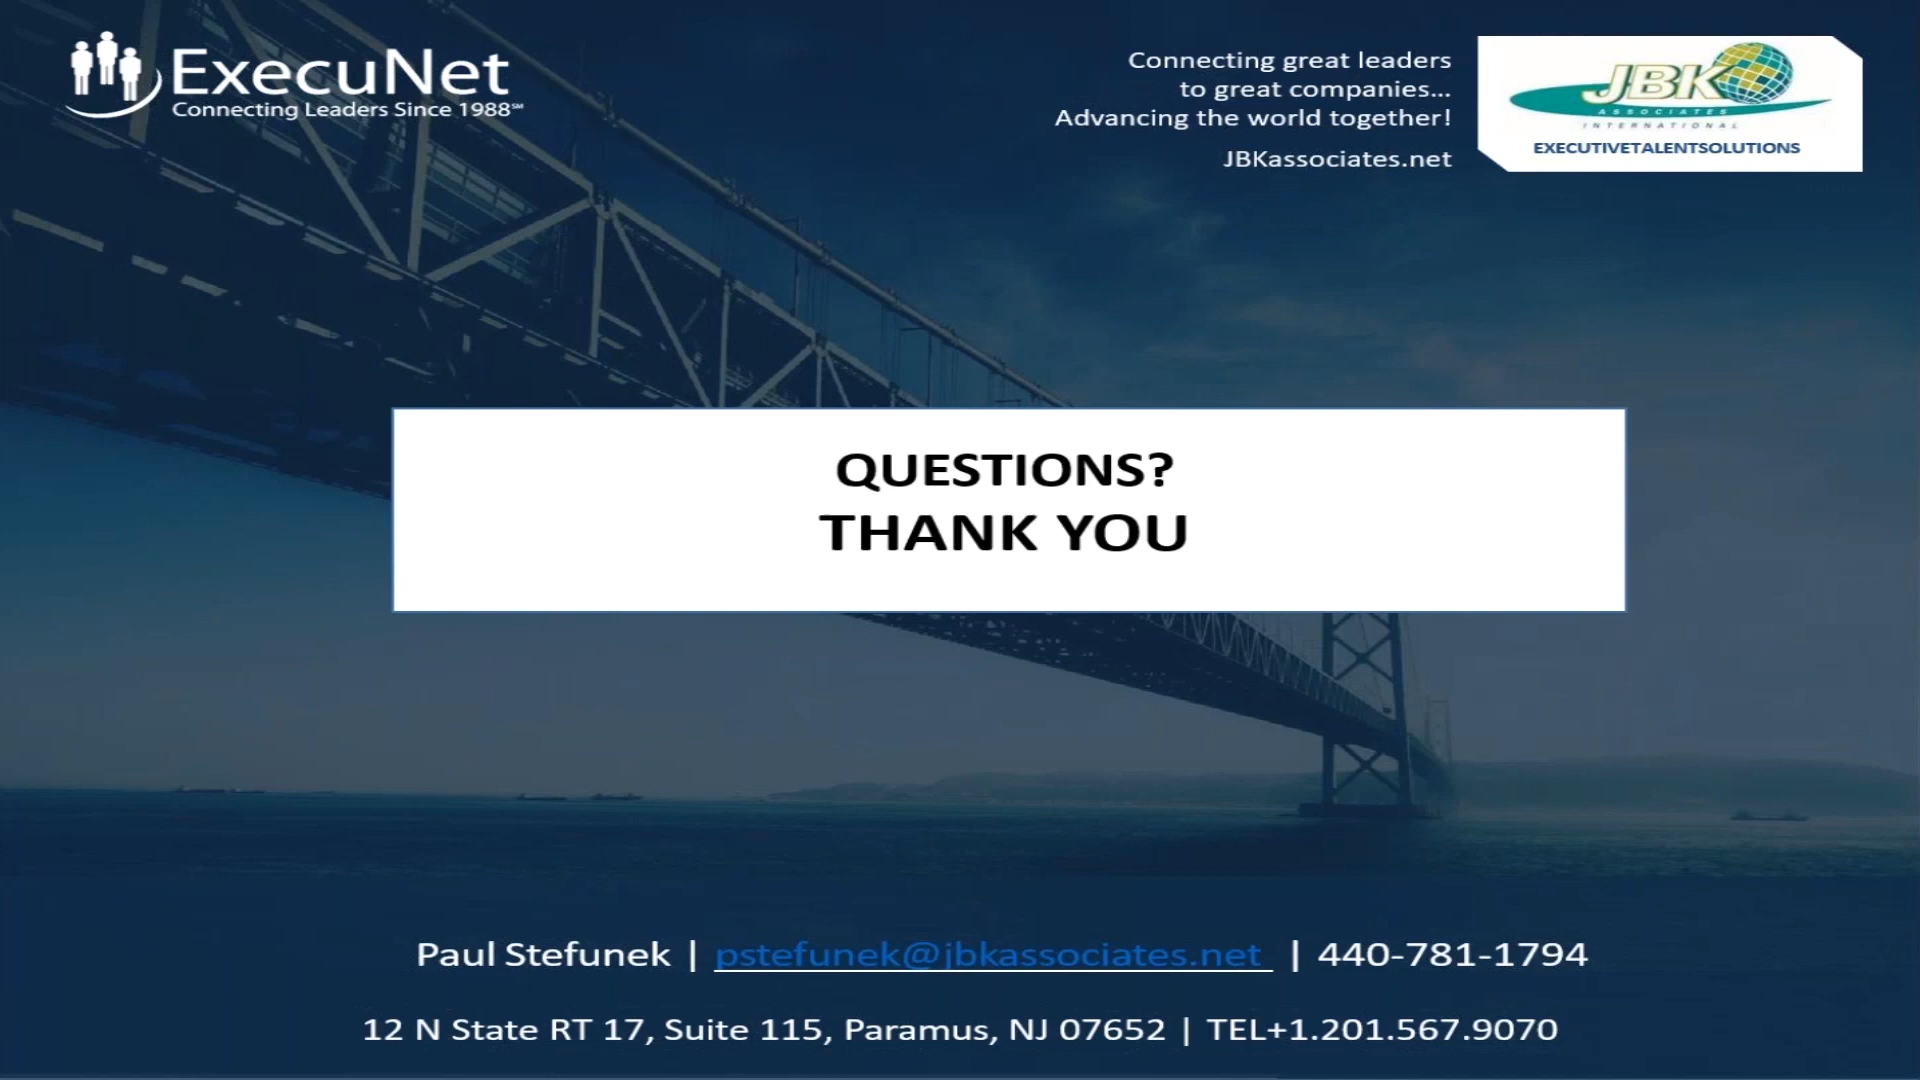 ExecuNet
Connecting Leaders Since 1988℠
Connecting great leaders
to great companies...
Advancing the world together!
JBKassociates.net
JBK
ASSOCIATES
INTERNATIONAL
EXECUTIVETALENTSOLUTIONS
QUESTIONS?
THANK YOU
Paul Stefunek | pstefunek@jbkassociates.net | 440-781-1794
12 N State RT 17, Suite 115, Paramus, NJ 07652 | TEL+1.201.567.9070